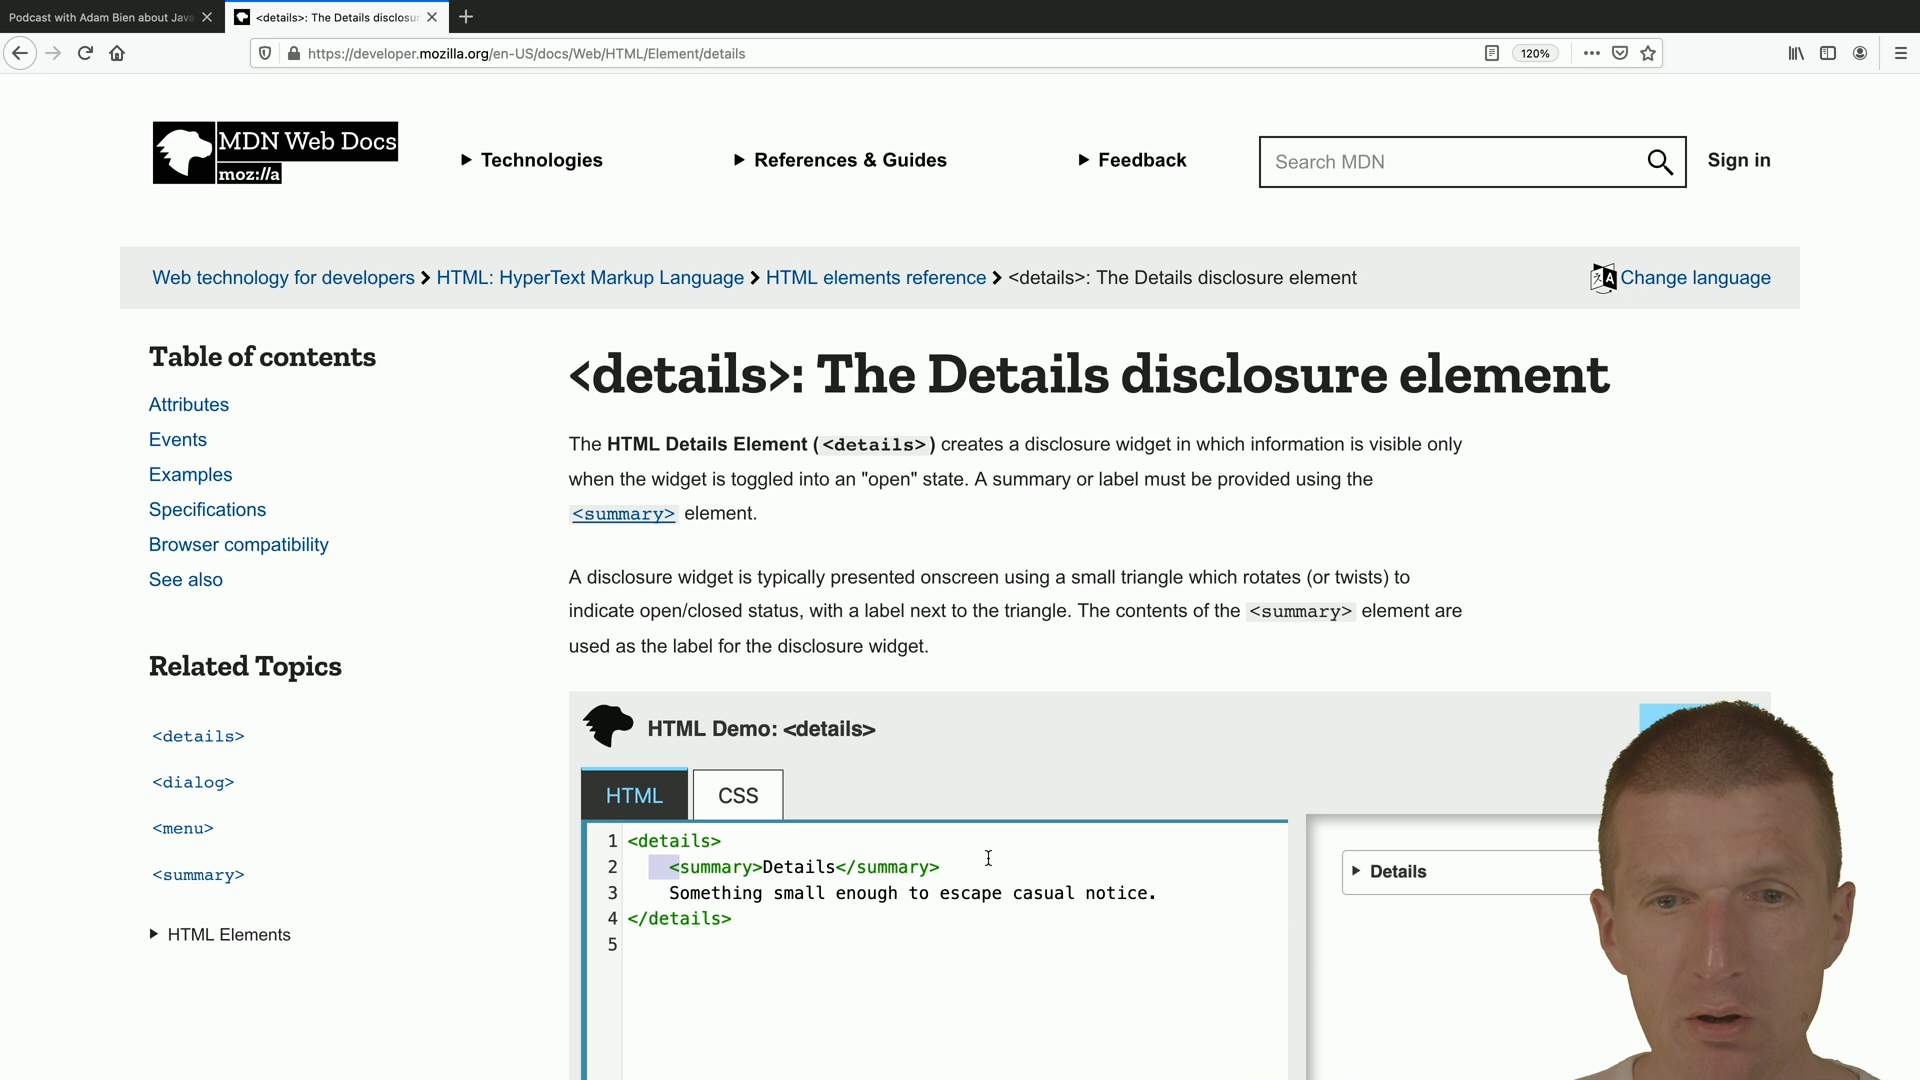 Podcast with Adam Bien about Java
<details>: The Details disclosu
https://developer.mozilla.org/en-US/docs/Web/HTML/Element/details
120%
MDN Web Docs
moz://a
Technologies
References & Guides
Feedback
Search MDN
Sign in
Web technology for developers
HTML: HyperText Markup Language
HTML elements reference
<details>: The Details disclosure element
Change language
Table of contents
Attributes
Events
Examples
Specifications
Browser compatibility
See also
Related Topics
<details>
<dialog>
<menu>
<summary>
HTML Elements
<details>: The Details disclosure element
The HTML Details Element (<details>) creates a disclosure widget in which information is visible only
when the widget is toggled into an "open" state. A summary or label must be provided using the
<summary> element.
A disclosure widget is typically presented onscreen using a small triangle which rotates (or twists) to
indicate open/closed status, with a label next to the triangle. The contents of the <summary> element are
used as the label for the disclosure widget.
HTML Demo: <details>
HTML
CSS
1 <details>
2 <summary>Details</summary>
3 Something small enough to escape casual notice.
4 </details>
5
Details